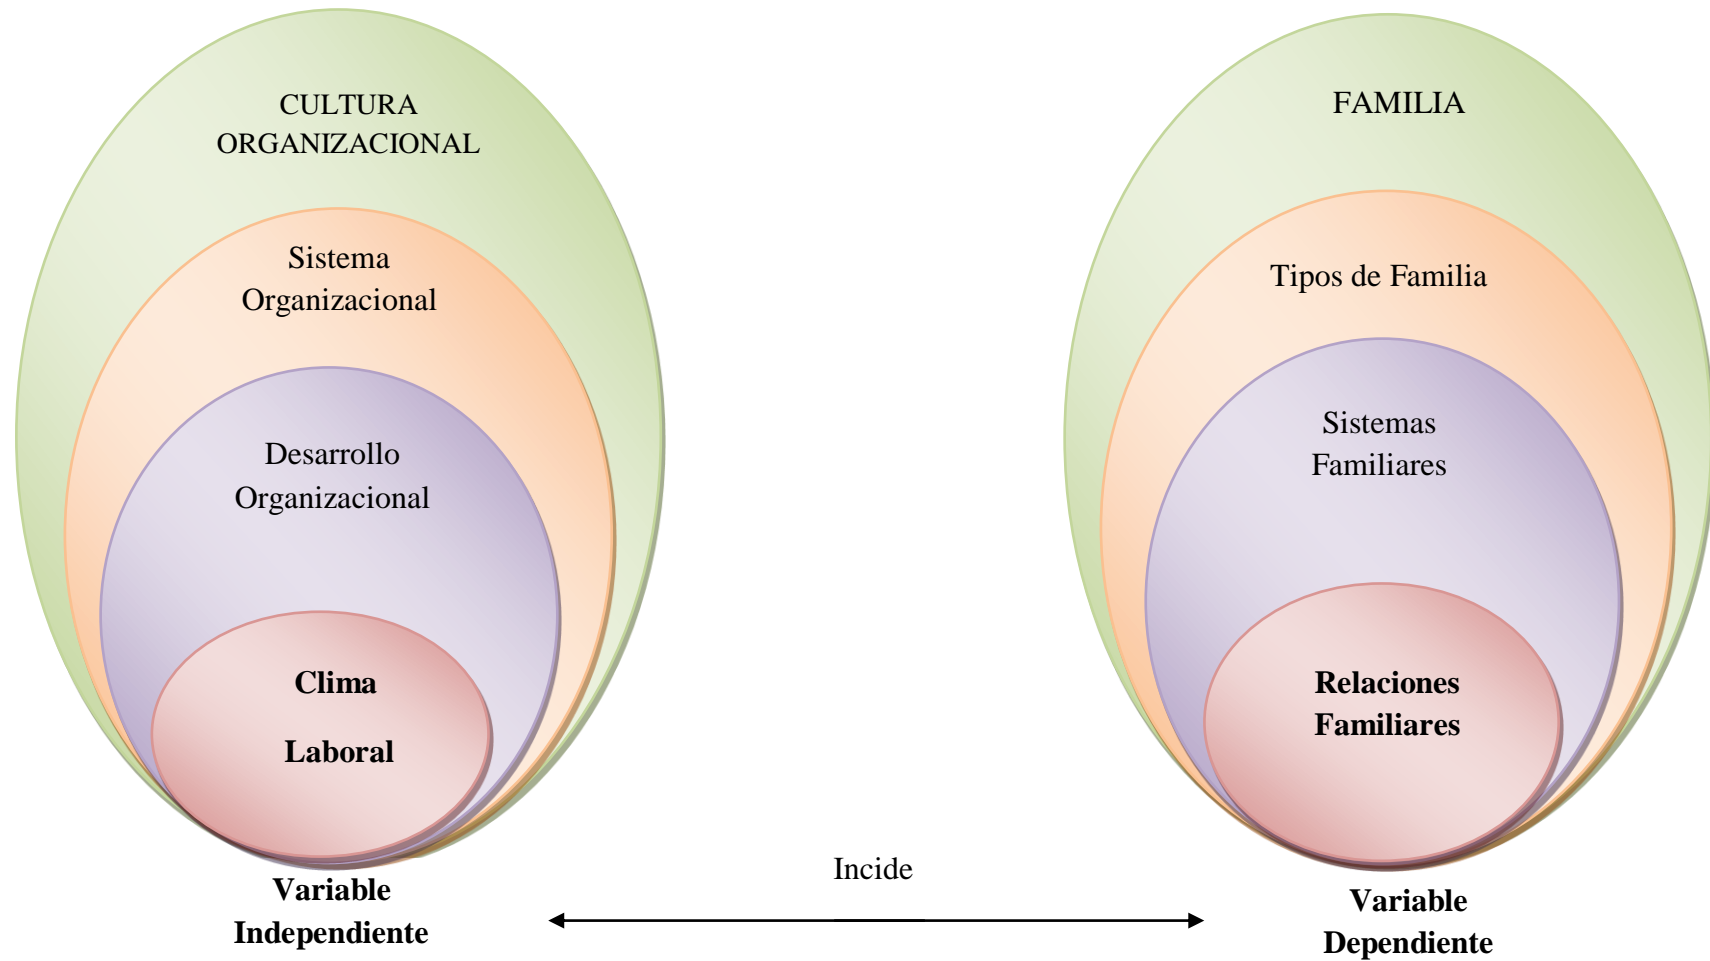 CULTURA
ORGANIZACIONAL
Sistema
Organizacional
Desarrollo
Organizacional
Clima
Laboral
Variable
Independiente
Incide
FAMILIA
Tipos de Familia
Sistemas
Familiares
Relaciones
Familiares
Variable
Dependiente